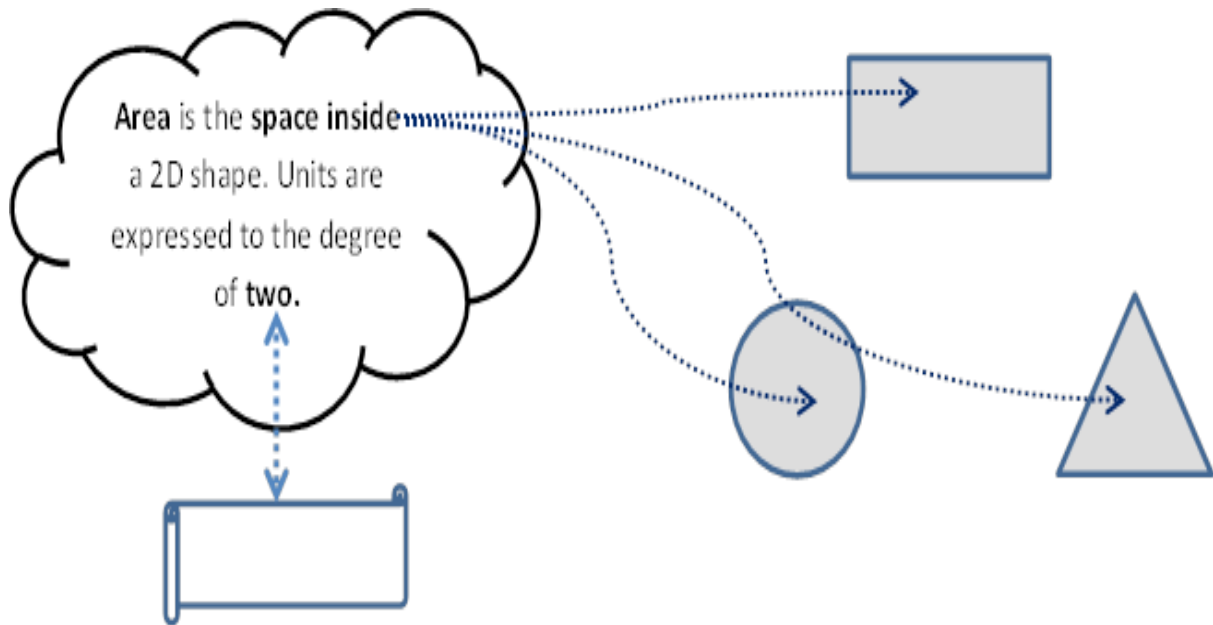 Area is the space inside
a 2D shape. Units are
expressed to the degree
of two.